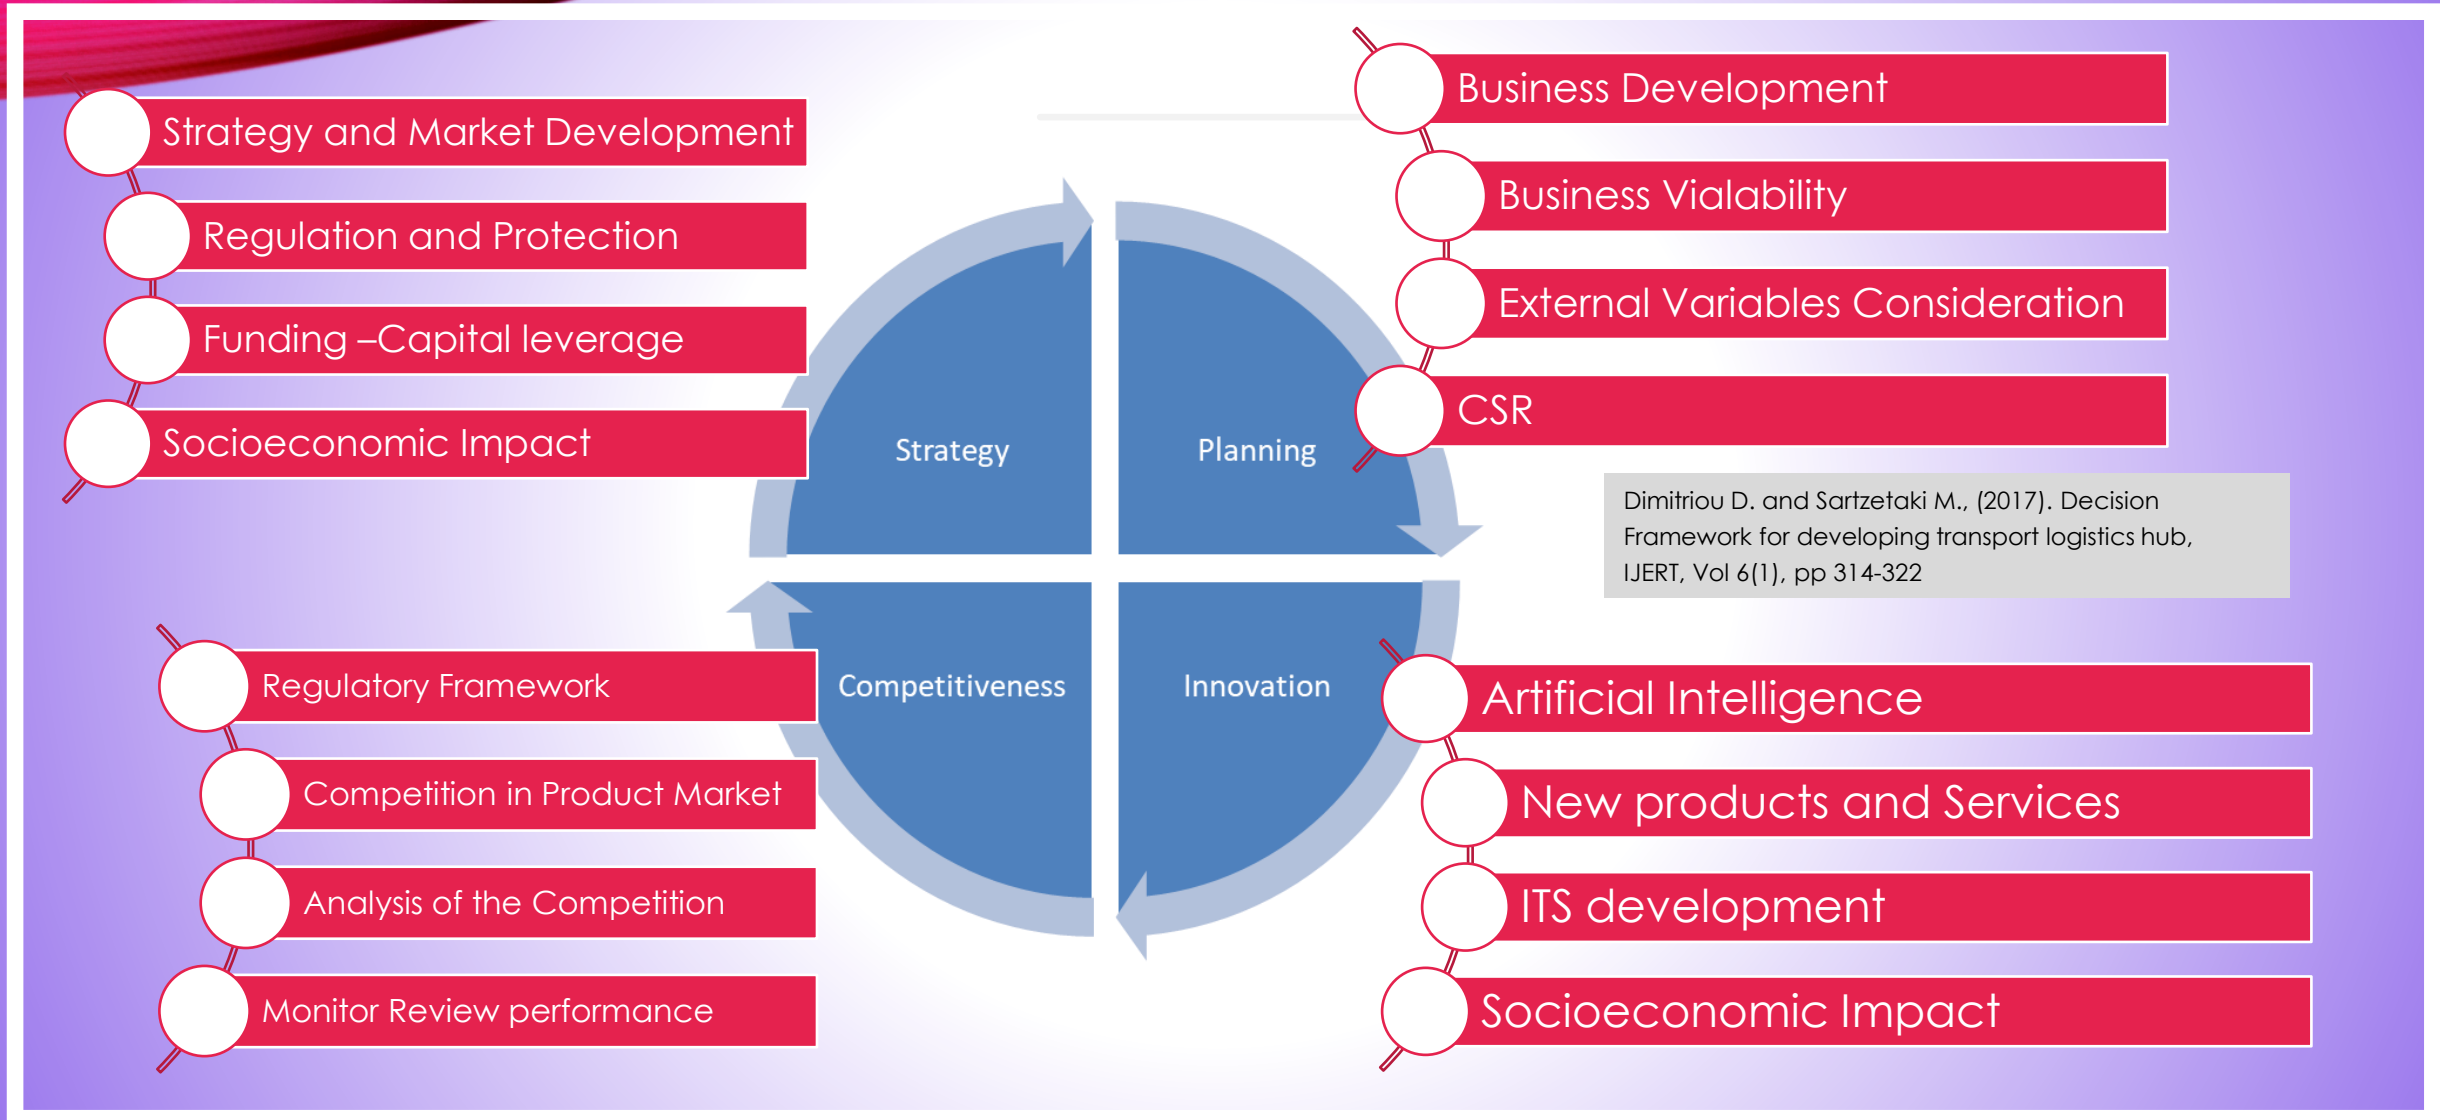 Strategy and Market Development
Regulation and Protection
Funding –Capital leverage
Socioeconomic Impact
Business Development
Business Vialability
External Variables Consideration
CSR
Strategy
Planning
Dimitriou D. and Sartzetaki M., (2017). Decision
Framework for developing transport logistics hub,
IJERT, Vol 6(1), pp 314-322
Competitiveness
Innovation
Regulatory Framework
Competition in Product Market
Analysis of the Competition
Monitor Review performance
Artificial Intelligence
New products and Services
ITS development
Socioeconomic Impact